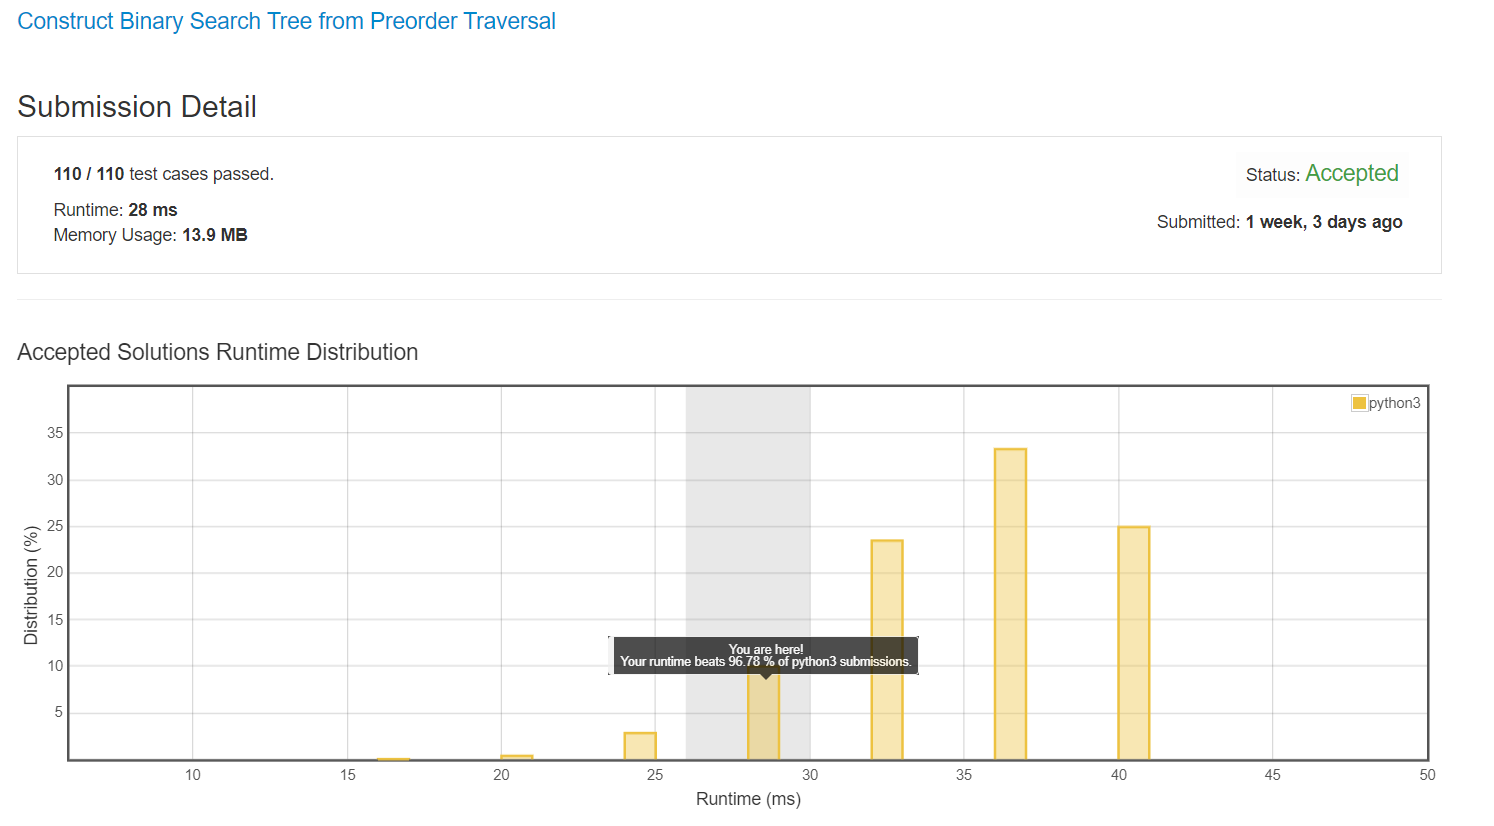 Construct Binary Search Tree from Preorder Traversal
Submission Detail
110 / 110 test cases passed.
Status: Accepted
Runtime: 28 ms
Submitted: 1 week, 3 days ago
Memory Usage: 13.9 MB
Accepted Solutions Runtime Distribution
python3
35
30
25
20
15
10
5
Distribution (%)
You are here!
Your runtime beats 96.78 % of python3 submissions.
10 15 20 25 30 35 40 45 50
Runtime (ms)